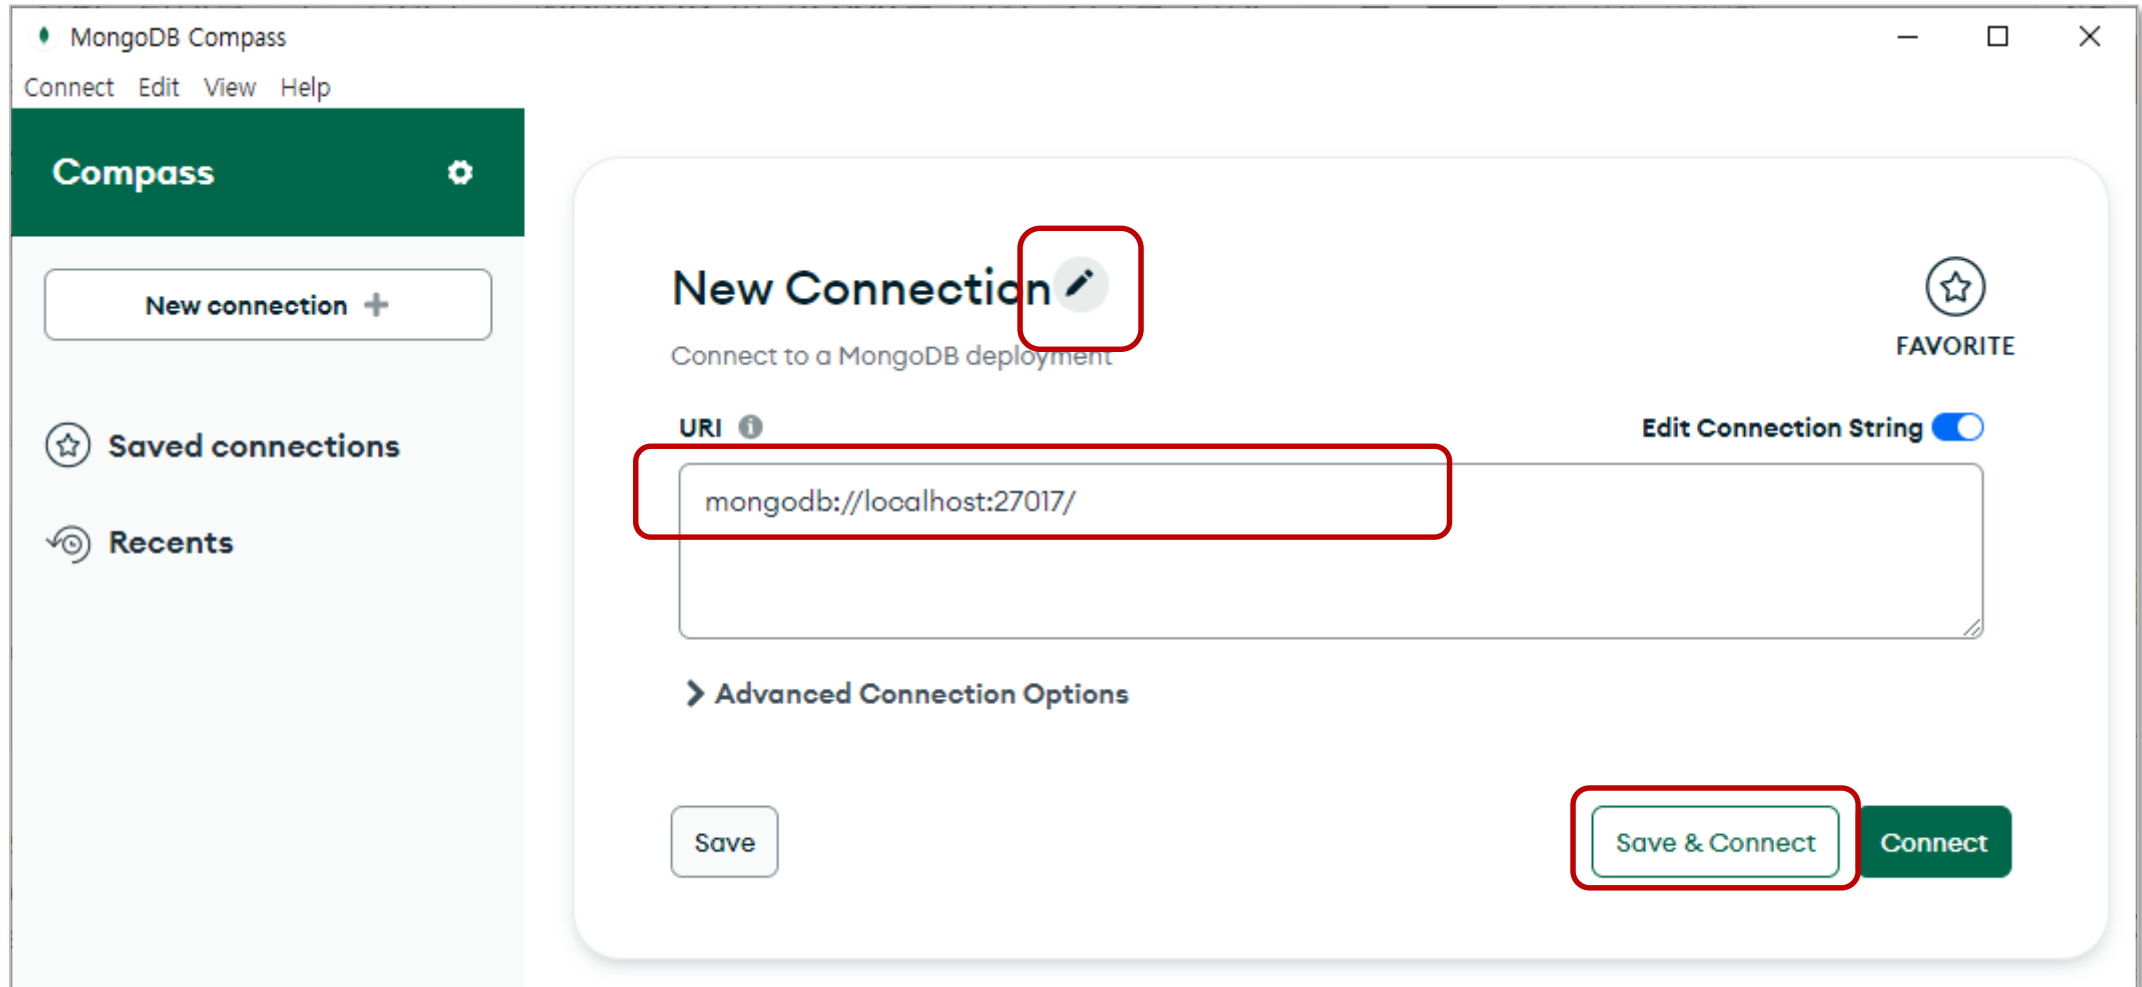 MongoDB Compass
Connect Edit View Help
Compass
New connection
Saved connections
Recents
New Connection
Connect to a MongoDB deployment
FAVORITE
URI
Edit Connection String
mongodb://localhost:27017/
Advanced Connection Options
Save
Save & Connect
Connect